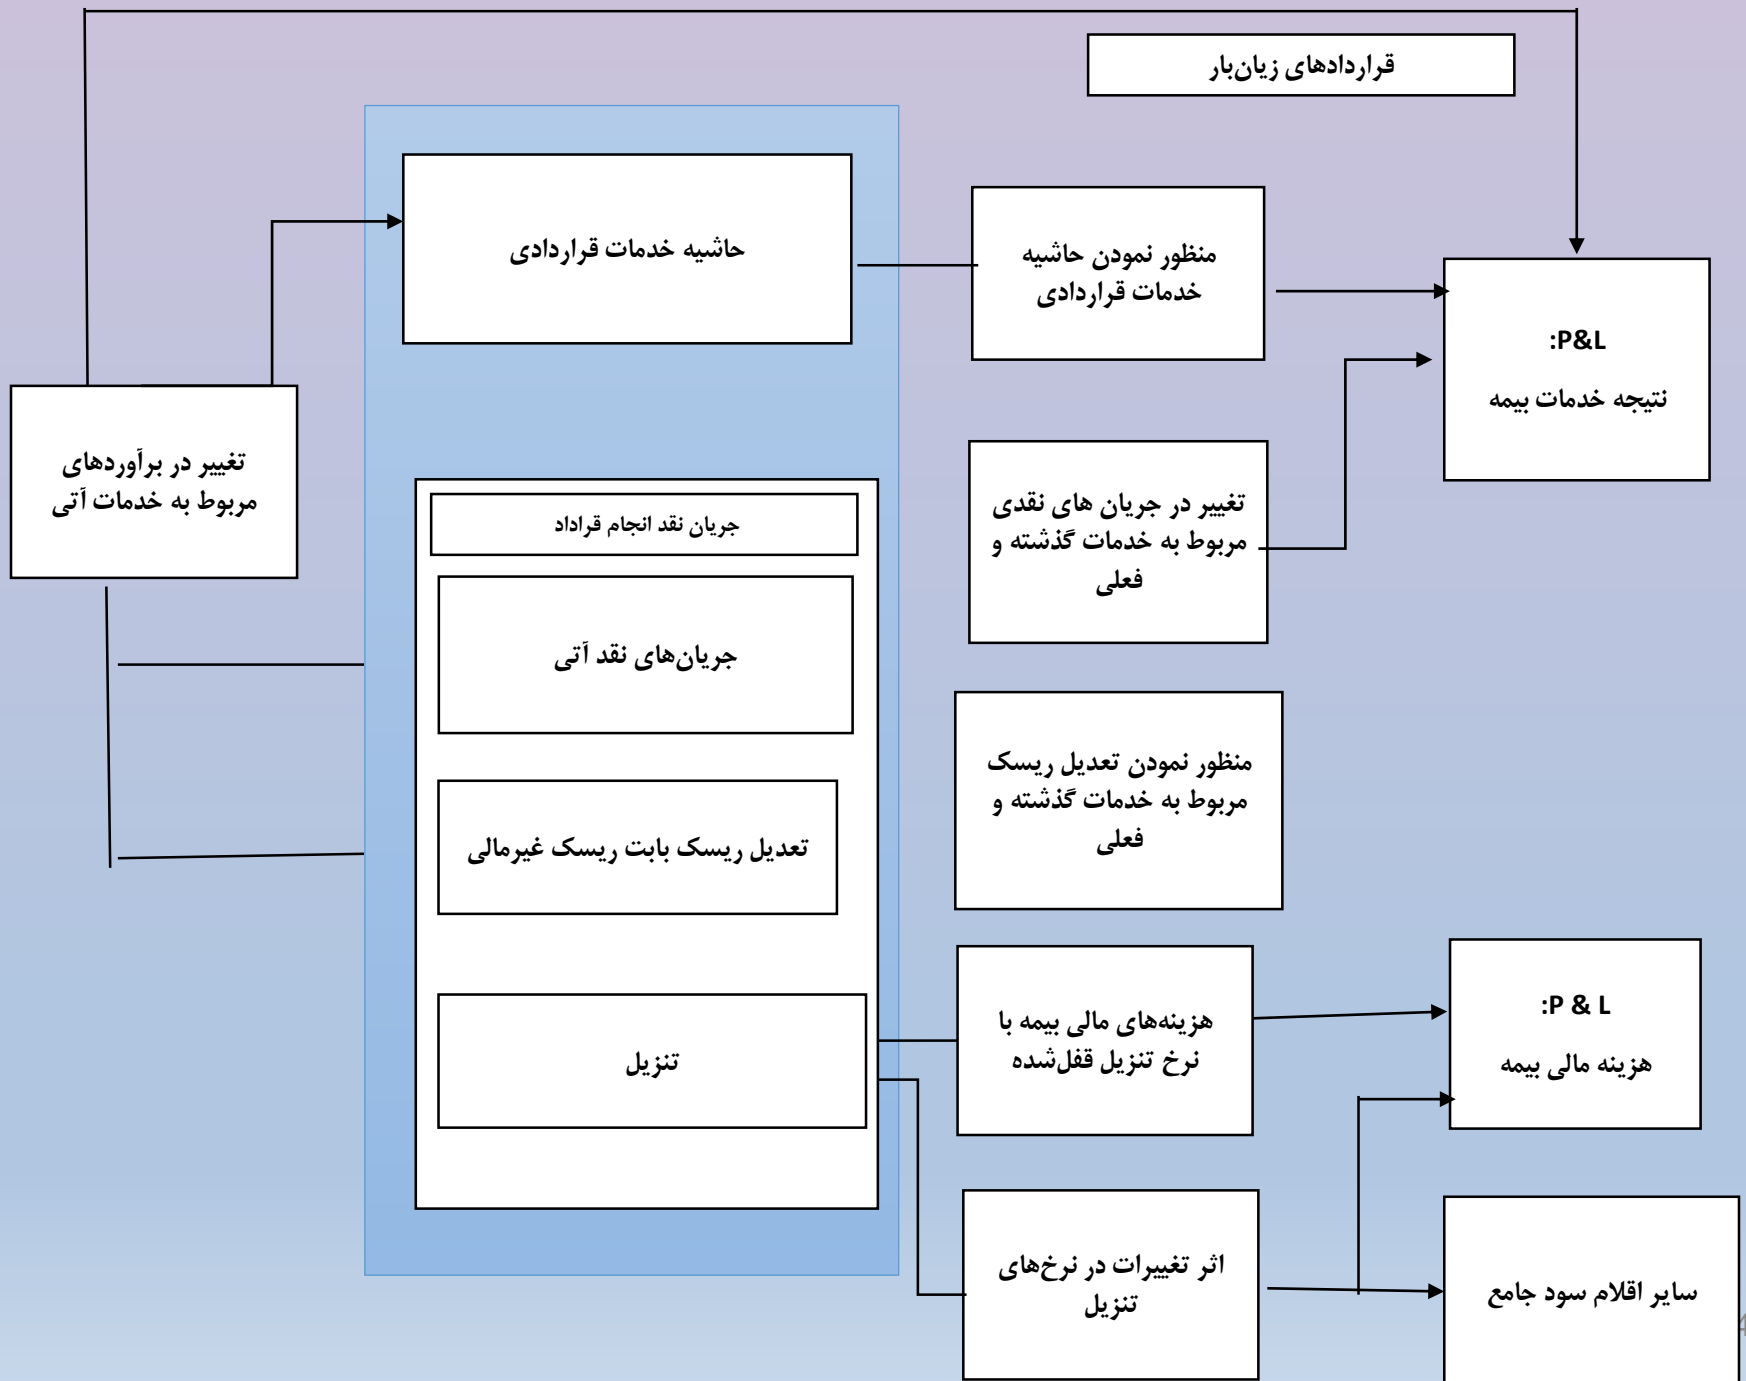 قراردادهای زیان‌بار
حاشیه خدمات قراردادی
منظور نمودن حاشیه
خدمات قراردادی
P&L:
نتیجه خدمات بیمه
تغییر در برآوردهای
مربوط به خدمات آتی
جریان نقد انجام قراداد
تغییر در جریان های نقدی
مربوط به خدمات گذشته و
فعلی
جریان‌های نقد آتی
منظور نمودن تعدیل ریسک
مربوط به خدمات گذشته و
فعلی
تعدیل ریسک بابت ریسک غیرمالی
هزینه‌های مالی بیمه با
نرخ تنزیل قفل‌شده
P & L:
هزینه مالی بیمه
تنزیل
اثر تغییرات در نرخ‌های
تنزیل
سایر اقلام سود جامع